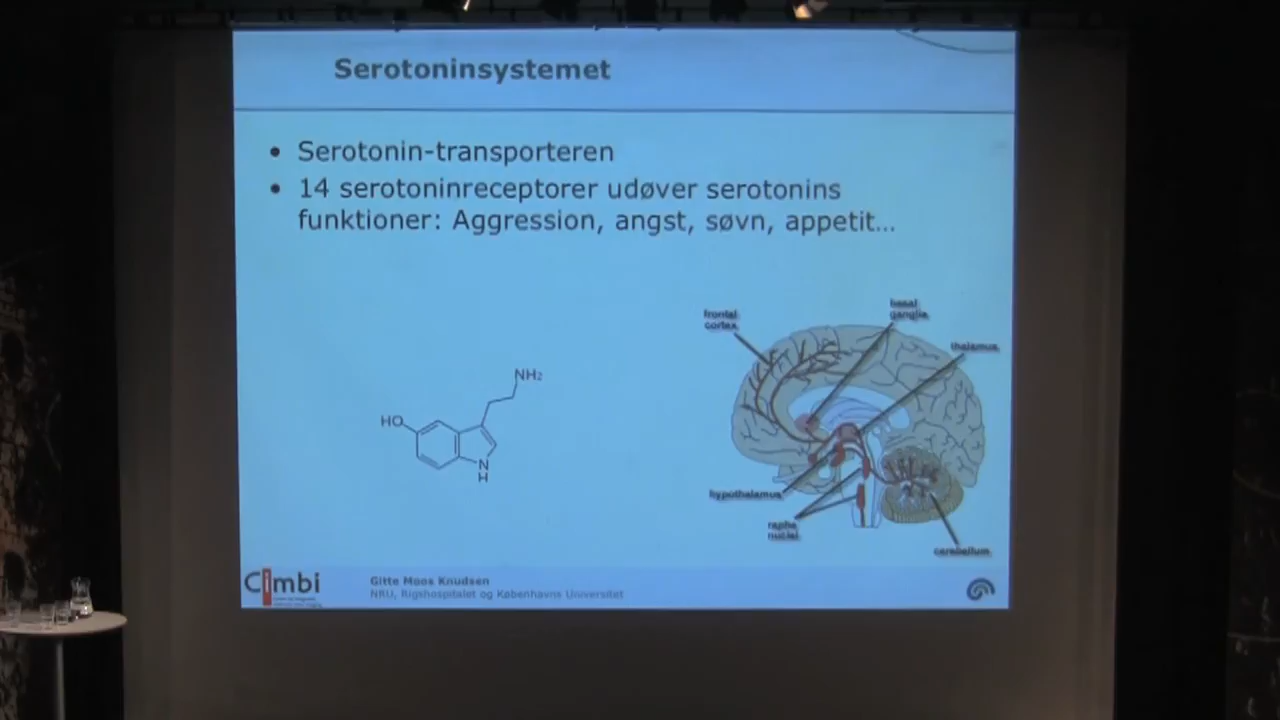 Serotoninsystemet
• Serotonin-transporteren
• 14 serotoninreceptorer udøver serotonins
funktioner: Aggression, angst, søvn, appetit...
frontal
cortex
basal
ganglia
thalamus
NH₂
HO
N
H
hypothalamus
raphe
nuclei
cerebellum
Cimbi
Gitte Moos Knudsen
NRU, Rigshospitalet og Københavns Universitet